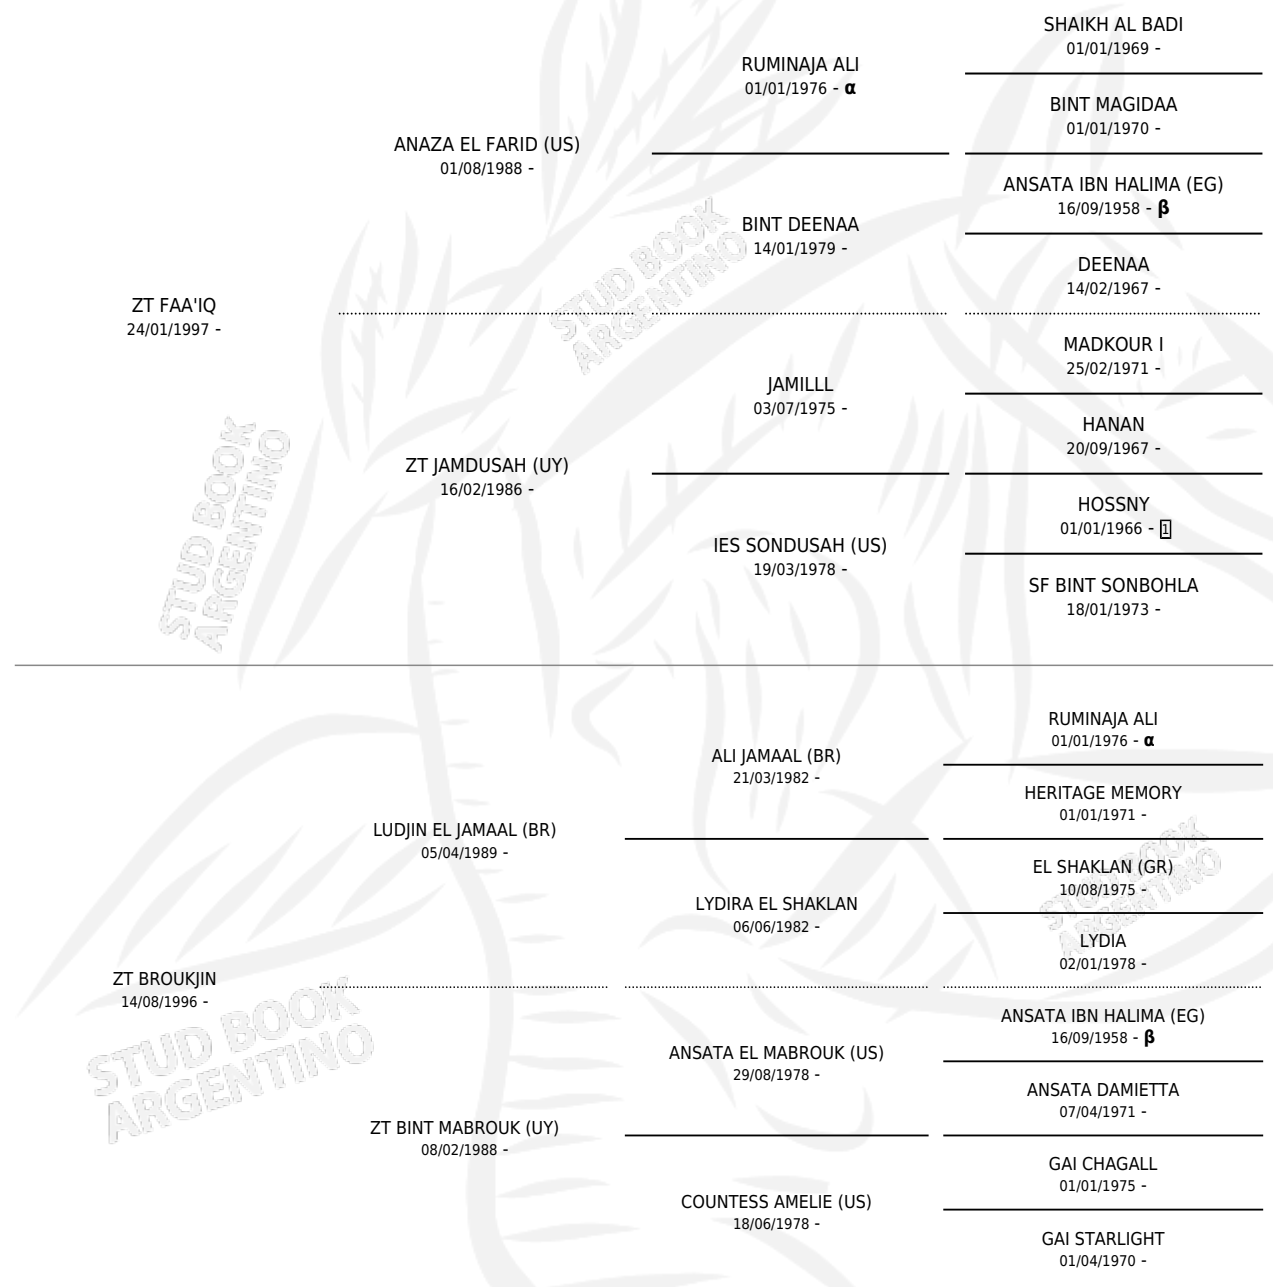 SHAIKH AL BADI
01/01/1969 -
RUMINAJA ALI
01/01/1976 - α
BINT MAGIDAA
01/01/1970 -
ANAZA EL FARID (US)
01/08/1988 -
ANSATA IBN HALIMA (EG)
16/09/1958 - β
BINT DEENAA
14/01/1979 -
DEENAA
14/02/1967 -
ZT FAA'IQ
24/01/1997 -
STUD BOOK
ARGENTINO
MADKOUR I
25/02/1971 -
JAMILLL
03/07/1975 -
HANAN
20/09/1967 -
ZT JAMDUSAH (UY)
16/02/1986 -
HOSSNY
01/01/1966 - 1
IES SONDUSAH (US)
19/03/1978 -
SF BINT SONBOHLA
18/01/1973 -
STUD BOOK
ARGENTINO
RUMINAJA ALI
01/01/1976 - α
ALI JAMAAL (BR)
21/03/1982 -
HERITAGE MEMORY
01/01/1971 -
LUDJIN EL JAMAAL (BR)
05/04/1989 -
EL SHAKLAN (GR)
10/08/1975 -
LYDIRA EL SHAKLAN
06/06/1982 -
LYDIA
02/01/1978 -
STUD BOOK
ARGENTINO
ZT BROUKJIN
14/08/1996 -
ANSATA IBN HALIMA (EG)
16/09/1958 - β
ANSATA EL MABROUK (US)
29/08/1978 -
ANSATA DAMIETTA
07/04/1971 -
ZT BINT MABROUK (UY)
08/02/1988 -
GAI CHAGALL
01/01/1975 -
COUNTESS AMELIE (US)
18/06/1978 -
GAI STARLIGHT
01/04/1970 -
STUD BOOK
ARGENTINO